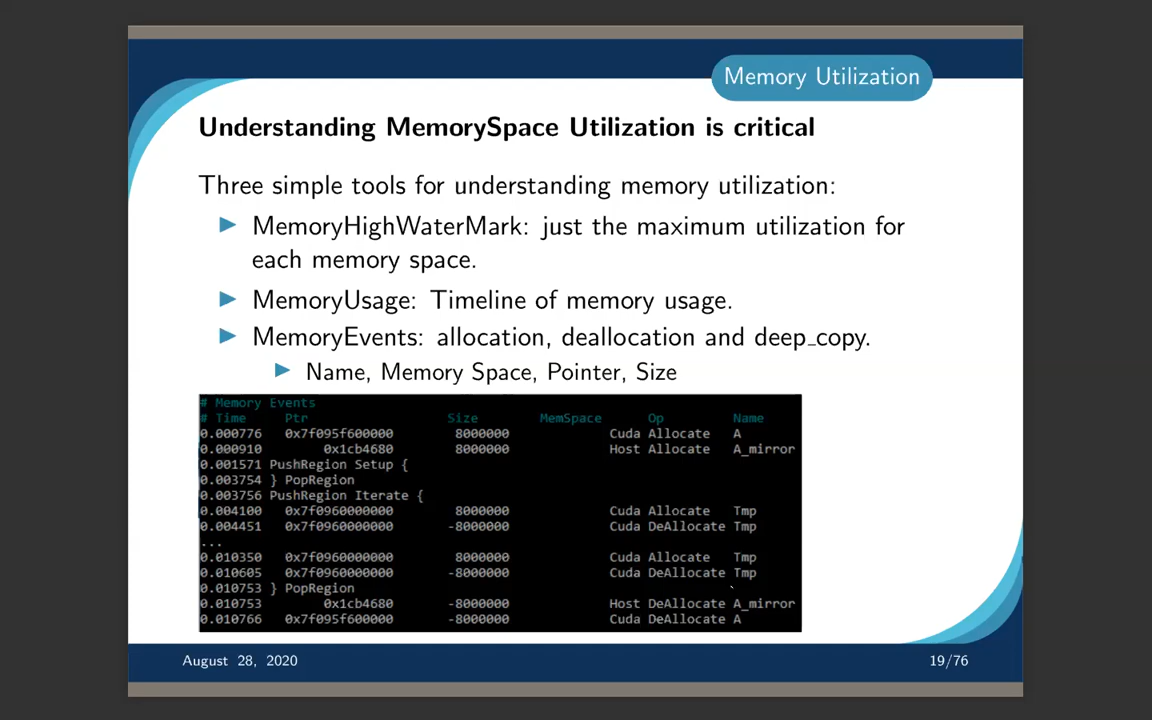 Memory Utilization
Understanding MemorySpace Utilization is critical
Three simple tools for understanding memory utilization:
MemoryHighWaterMark: just the maximum utilization for
each memory space.
MemoryUsage: Timeline of memory usage.
MemoryEvents: allocation, deallocation and deep_copy.
Name, Memory Space, Pointer, Size
# Memory Events
# Time Ptr Size MemSpace Op Name
0.000776 0x7f095f600000 8000000 Cuda Allocate A
0.000910 0x1cb4680 8000000 Host Allocate A_mirror
0.001571 PushRegion Setup {
0.003754 } PopRegion
0.003756 PushRegion Iterate {
0.004100 0x7f0960000000 8000000 Cuda Allocate Tmp
0.004451 0x7f0960000000 -8000000 Cuda DeAllocate Tmp
...
0.010350 0x7f0960000000 8000000 Cuda Allocate Tmp
0.010605 0x7f0960000000 -8000000 Cuda DeAllocate Tmp
0.010753 } PopRegion
0.010753 0x1cb4680 -8000000 Host DeAllocate A_mirror
0.010766 0x7f095f600000 -8000000 Cuda DeAllocate A
August 28, 2020
19/76